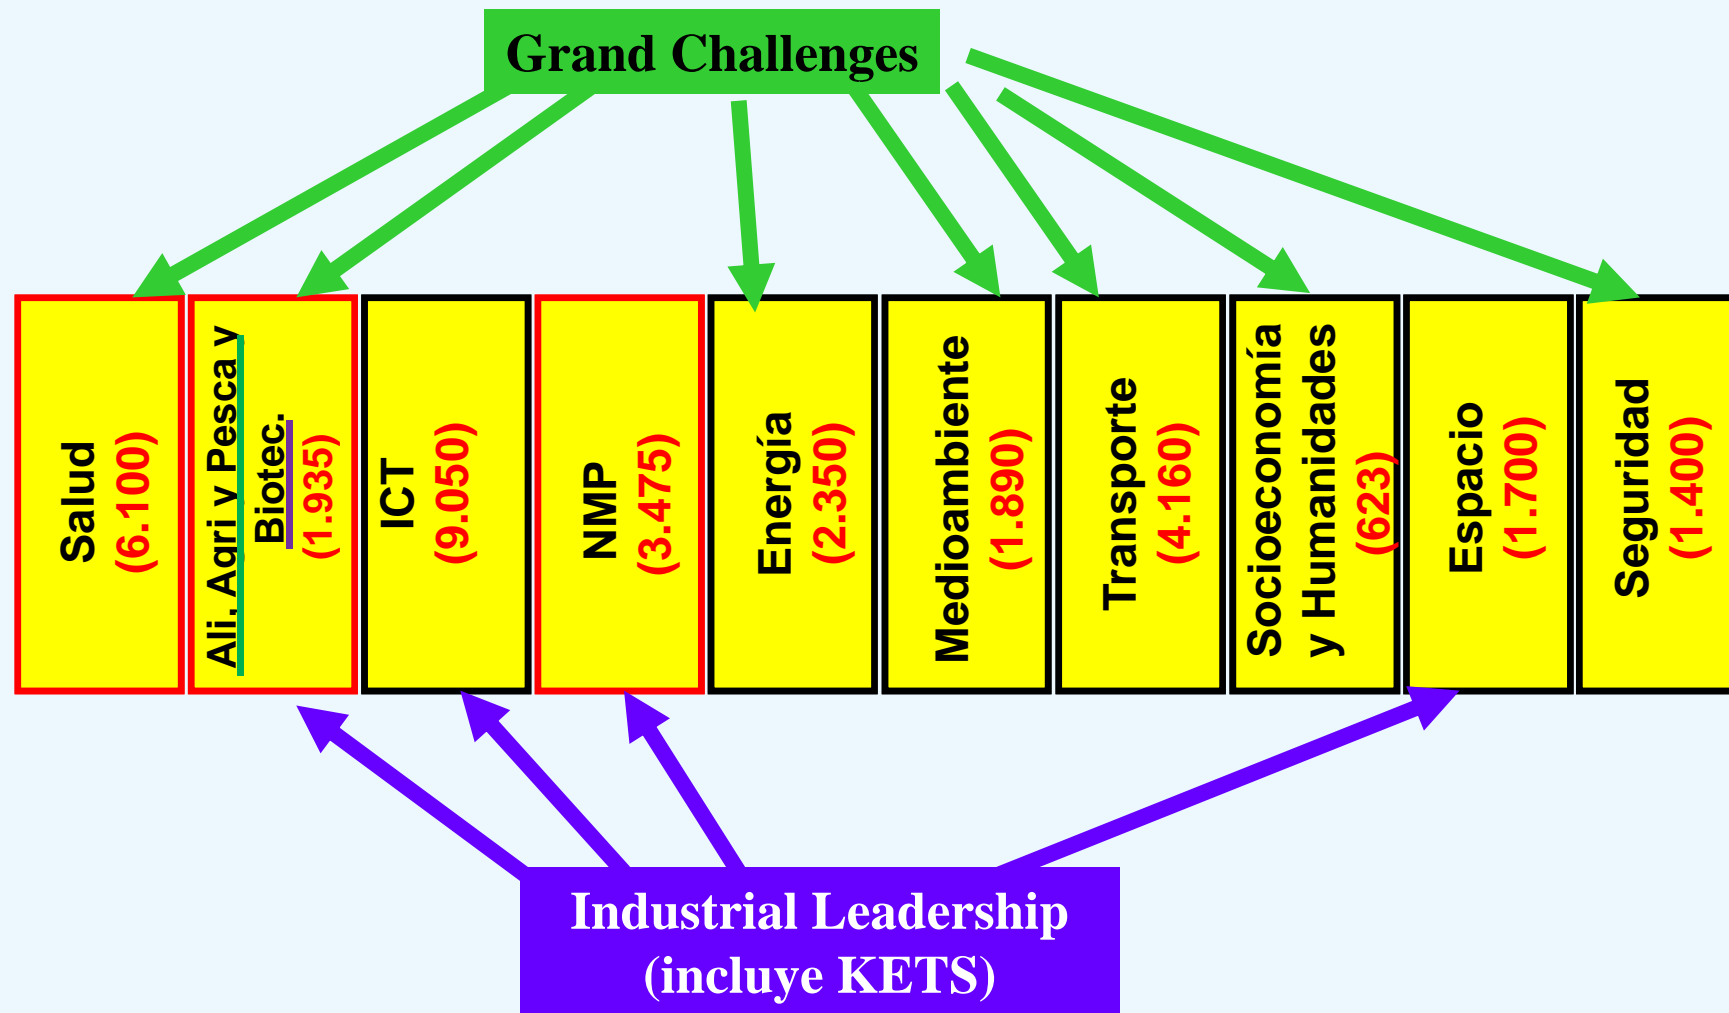 Grand Challenges
Salud
(6.100)
Ali, Agri y Pesca y
Biotec.
(1.935)
ICT
(9.050)
NMP
(3.475)
Energía
(2.350)
Medioambiente
(1.890)
Transporte
(4.160)
Socioeconomía
y Humanidades
(623)
Espacio
(1.700)
Seguridad
(1.400)
Industrial Leadership
(incluye KETS)